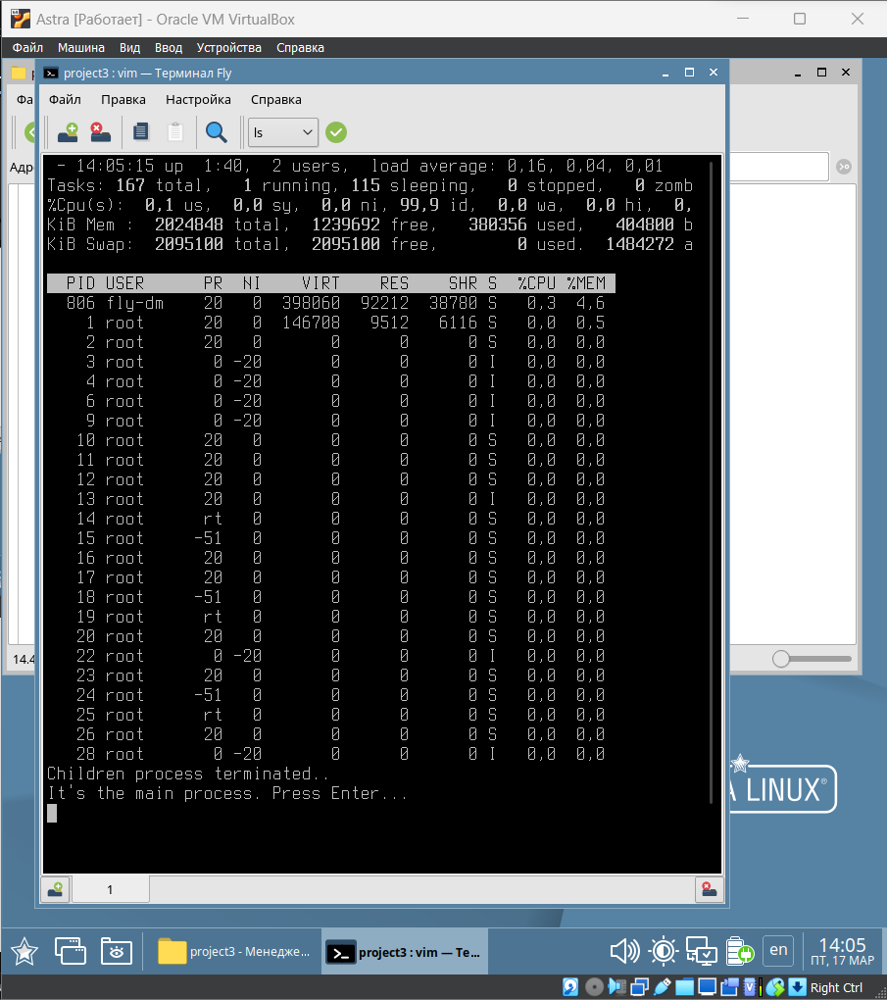 Astra [Работает] - Oracle VM VirtualBox
Файл Машина Вид Ввод Устройства Справка
project3 : vim — Терминал Fly
Фа
Файл Правка Настройка Справка
ls
Адр
- 14:05:15 up  1:40,  2 users,  load average: 0,16, 0,04, 0,01
Tasks: 167 total,   1 running, 115 sleeping,   0 stopped,   0 zomb
%Cpu(s):  0,1 us,  0,0 sy,  0,0 ni, 99,9 id,  0,0 wa,  0,0 hi,  0,
KiB Mem :  2024848 total,  1239692 free,   380356 used,   404800 b
KiB Swap:  2095100 total,  2095100 free,        0 used.  1484272 a
PID USER PR NI VIRT RES SHR S %CPU %MEM
806 fly-dm 20 0 398060 92212 38780 S 0,3 4,6
1 root 20 0 146708 9512 6116 S 0,0 0,5
2 root 20 0 0 0 0 S 0,0 0,0
3 root 0 -20 0 0 0 I 0,0 0,0
4 root 0 -20 0 0 0 I 0,0 0,0
6 root 0 -20 0 0 0 I 0,0 0,0
9 root 0 -20 0 0 0 I 0,0 0,0
10 root 20 0 0 0 0 S 0,0 0,0
11 root 20 0 0 0 0 S 0,0 0,0
12 root 20 0 0 0 0 S 0,0 0,0
13 root 20 0 0 0 0 I 0,0 0,0
14 root rt 0 0 0 0 S 0,0 0,0
15 root -51 0 0 0 0 S 0,0 0,0
16 root 20 0 0 0 0 S 0,0 0,0
17 root 20 0 0 0 0 S 0,0 0,0
18 root -51 0 0 0 0 S 0,0 0,0
19 root rt 0 0 0 0 S 0,0 0,0
20 root 20 0 0 0 0 S 0,0 0,0
22 root 0 -20 0 0 0 I 0,0 0,0
23 root 20 0 0 0 0 S 0,0 0,0
24 root -51 0 0 0 0 S 0,0 0,0
25 root rt 0 0 0 0 S 0,0 0,0
26 root 20 0 0 0 0 S 0,0 0,0
28 root 0 -20 0 0 0 I 0,0 0,0
Children process terminated..
It's the main process. Press Enter...
14.4
A LINUX®
1
project3 - Менедже...
project3 : vim — Те...
en
14:05
ПТ, 17 МАР
Right Ctrl